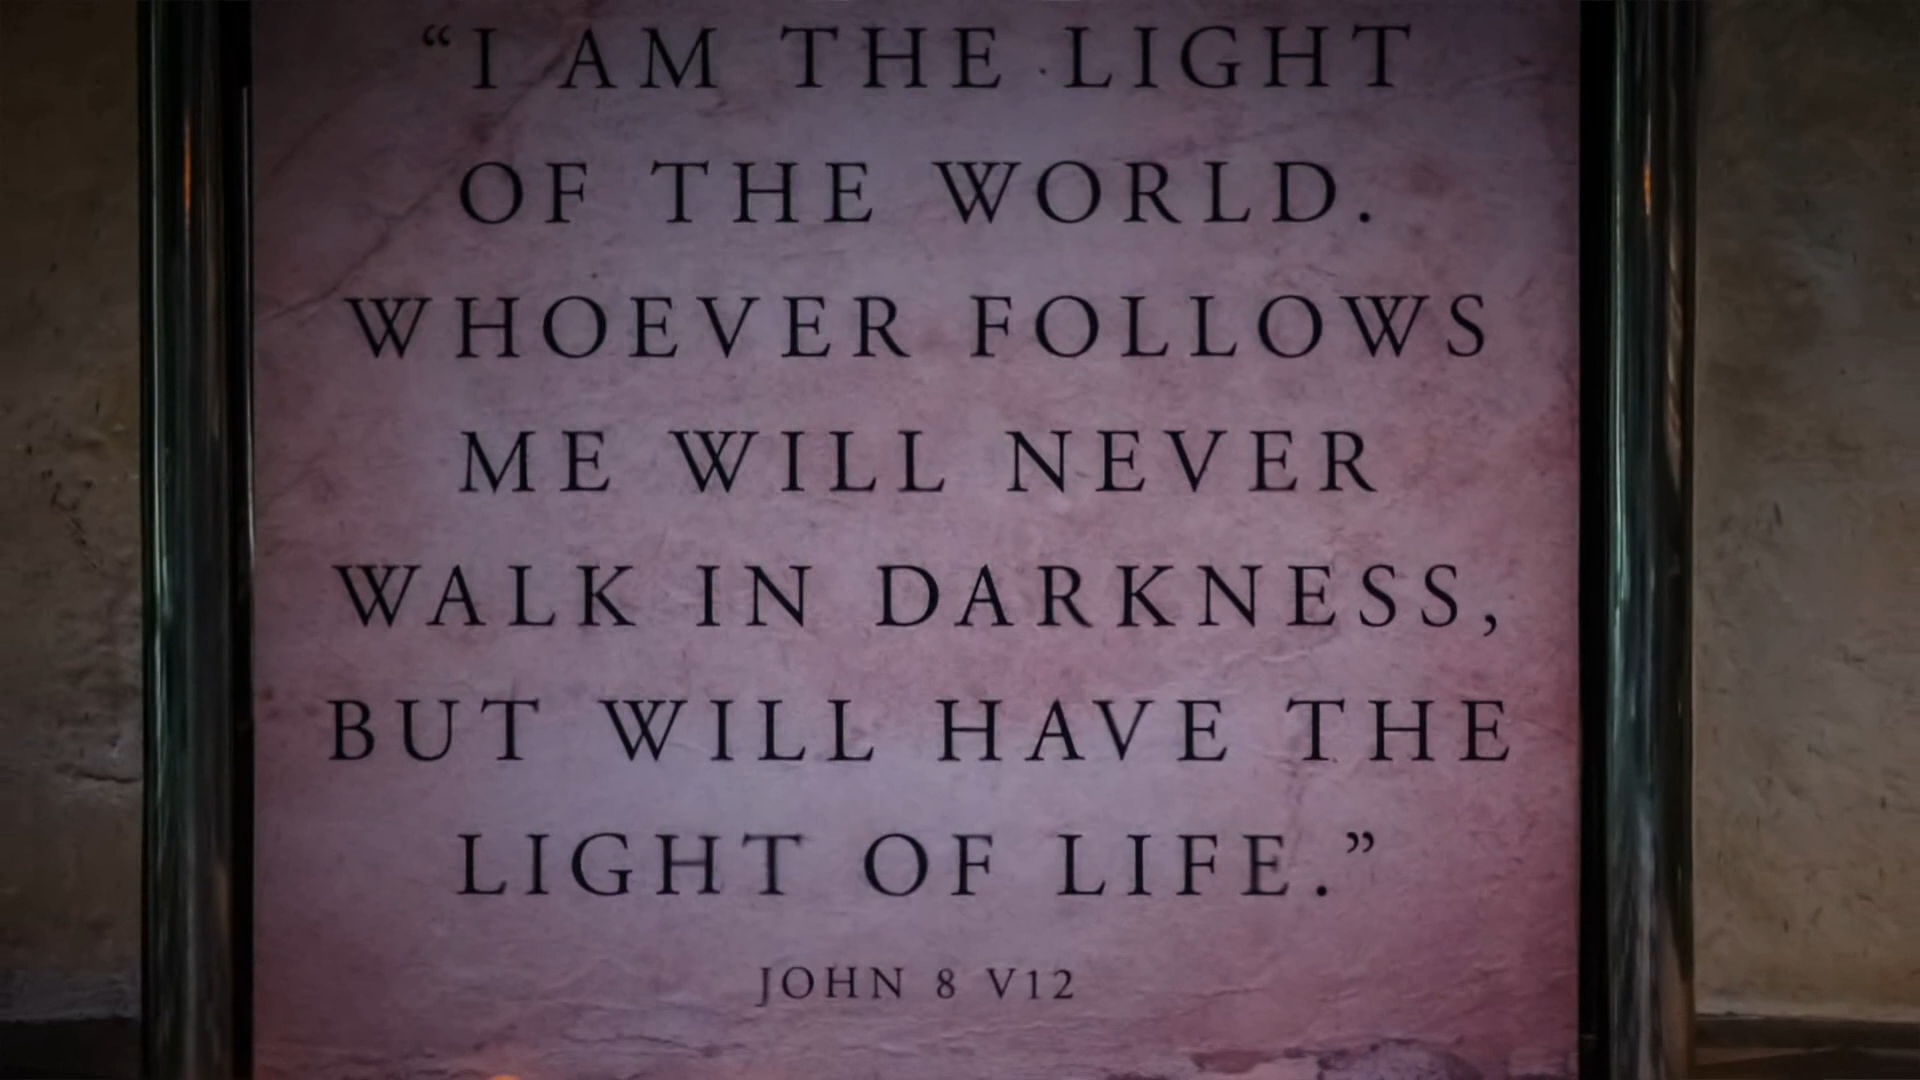 “I AM THE LIGHT
OF THE WORLD.
WHOEVER FOLLOWS
ME WILL NEVER
WALK IN DARKNESS,
BUT WILL HAVE THE
LIGHT OF LIFE.”
JOHN 8 V12